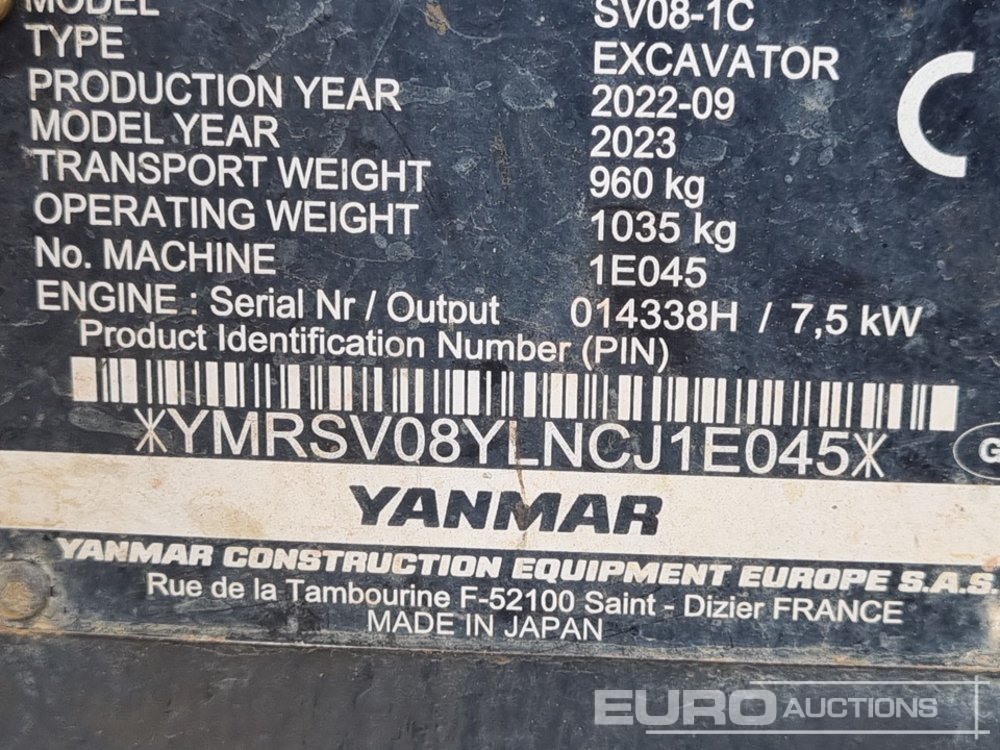 MODEL SV08-1C
TYPE EXCAVATOR
PRODUCTION YEAR 2022-09
MODEL YEAR 2023
TRANSPORT WEIGHT 960 kg
OPERATING WEIGHT 1035 kg
No. MACHINE 1E045
ENGINE : Serial Nr / Output 014338H / 7,5 kW
Product Identification Number (PIN)
*YMRSV08YLNCJ1E045*
YANMAR
YANMAR CONSTRUCTION EQUIPMENT EUROPE S.A.S.
Rue de la Tambourine F-52100 Saint - Dizier FRANCE
MADE IN JAPAN
EURO AUCTIONS